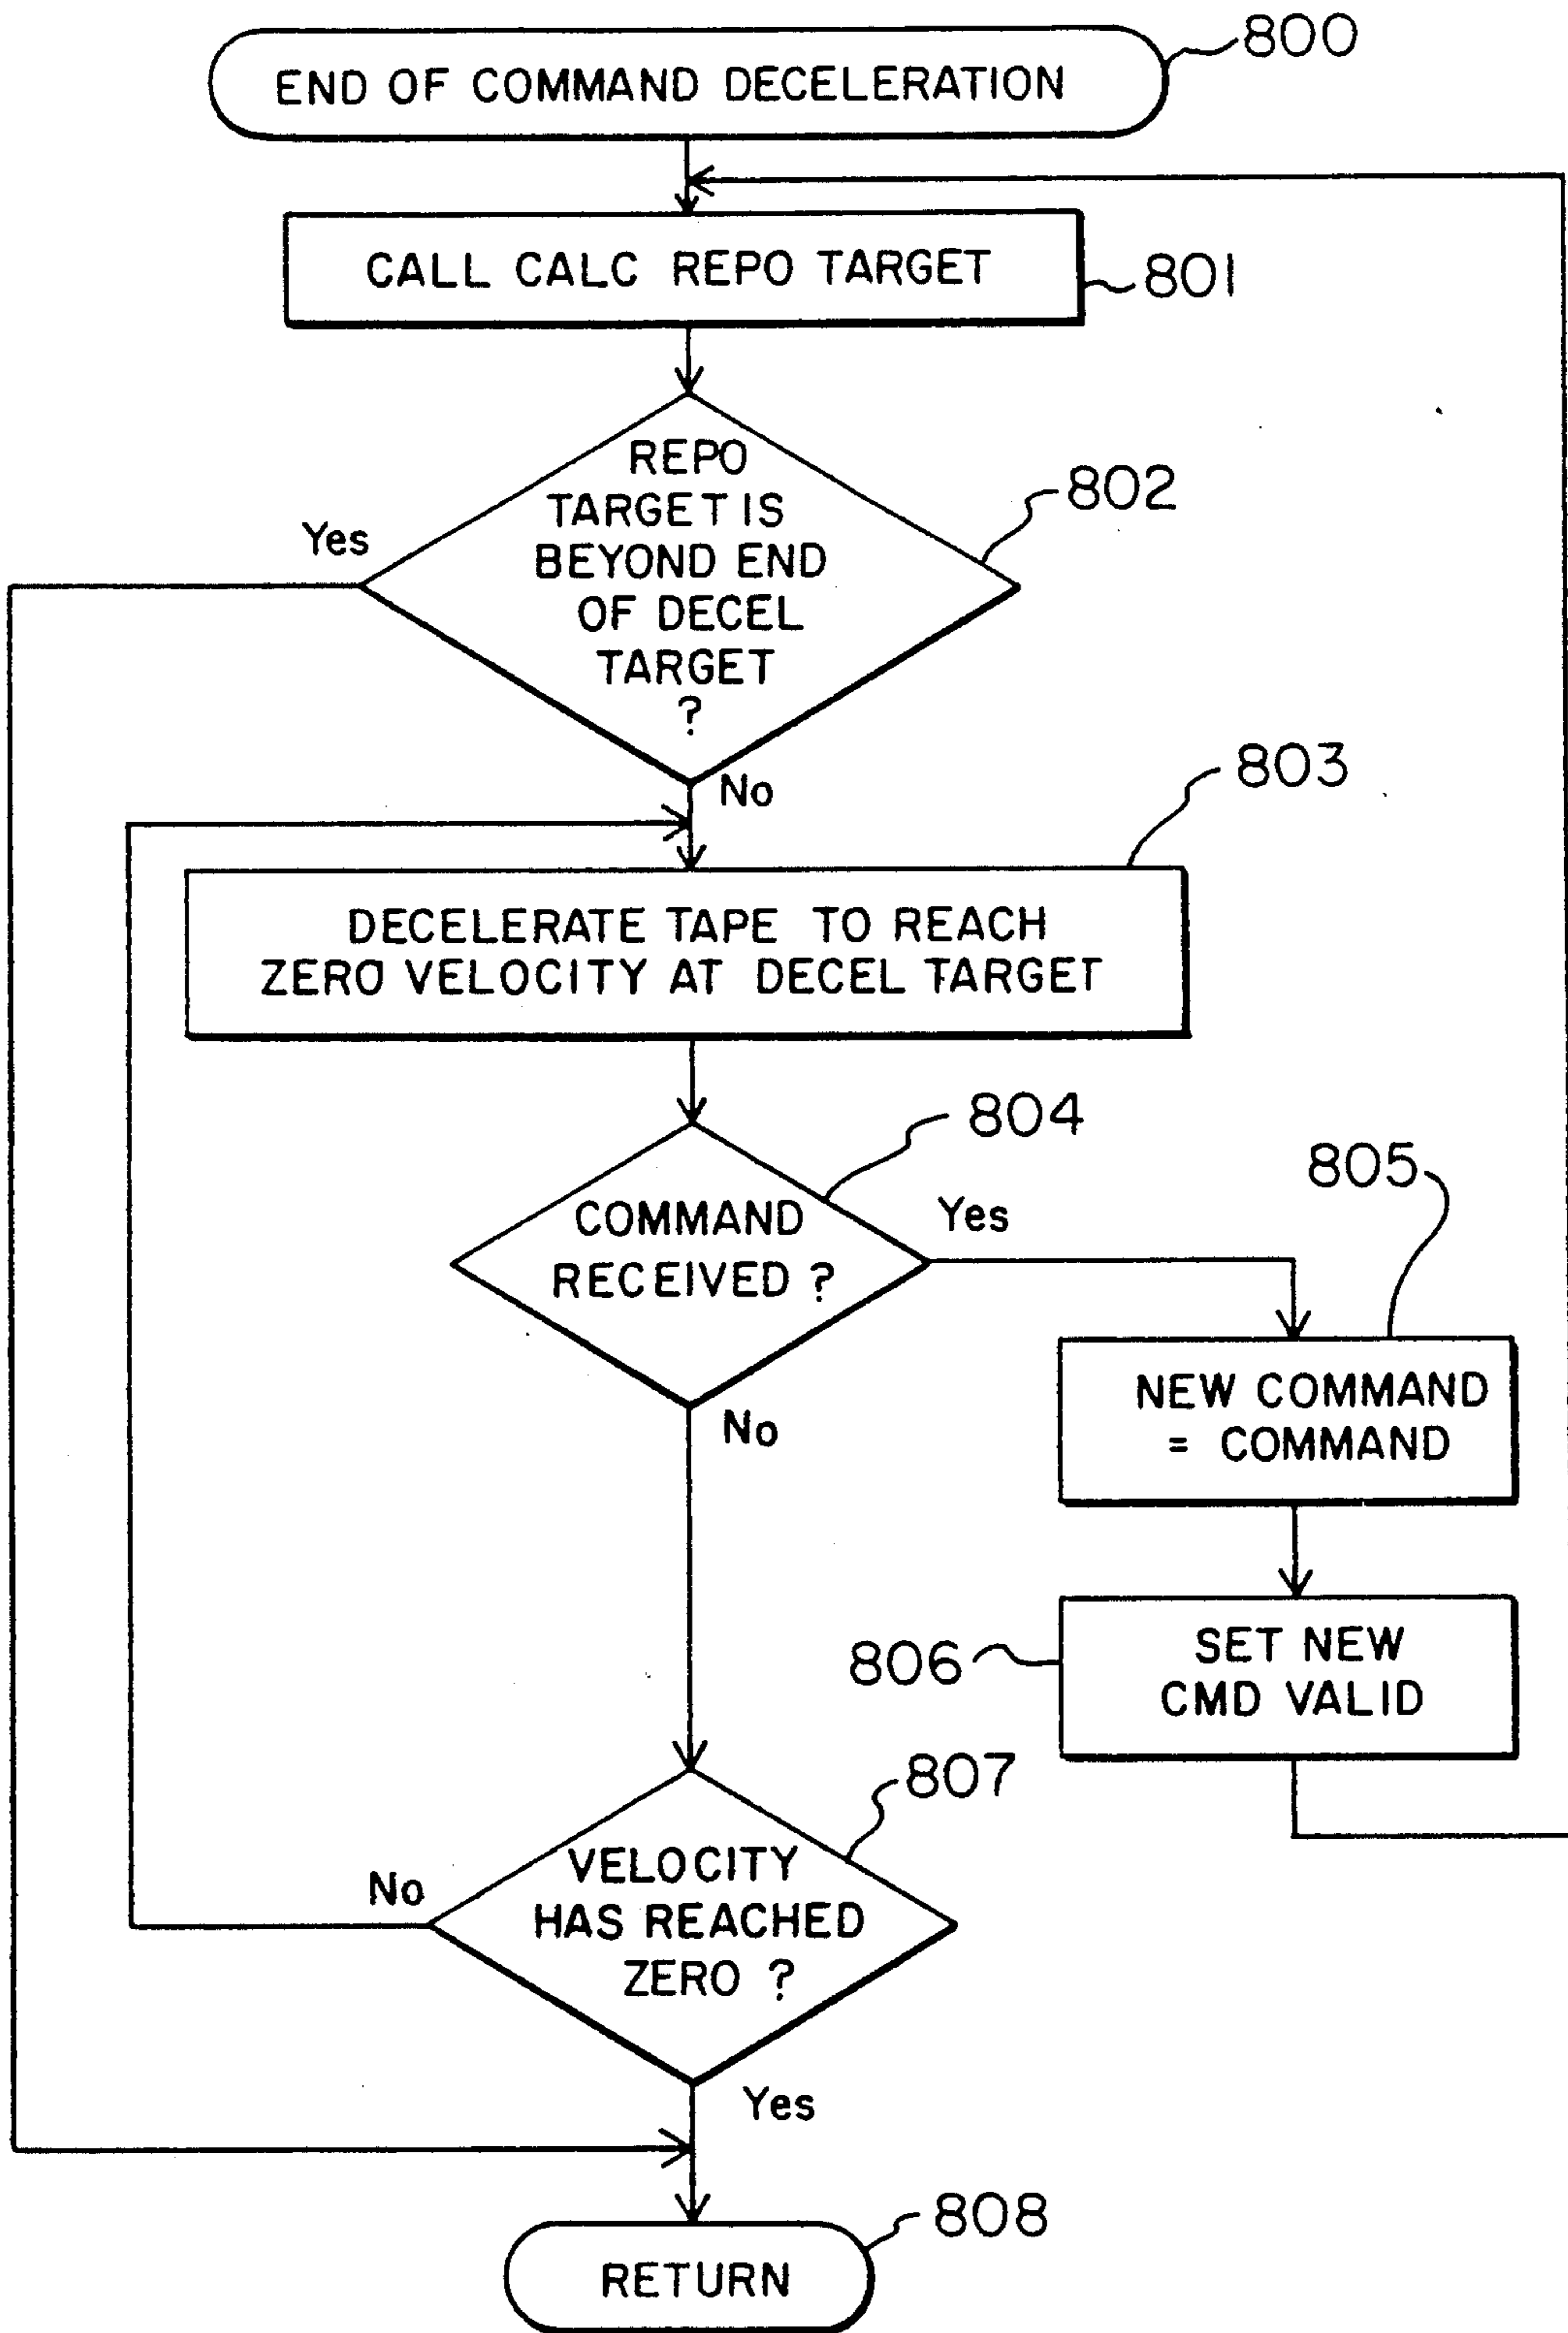 800
END OF COMMAND DECELERATION
CALL CALC REPO TARGET
801
REPO
TARGET IS
BEYOND END
OF DECEL
TARGET
?
802
Yes
No
803
DECELERATE TAPE TO REACH
ZERO VELOCITY AT DECEL TARGET
804
COMMAND
RECEIVED ?
Yes
805
No
NEW COMMAND
= COMMAND
806
SET NEW
CMD VALID
807
VELOCITY
HAS REACHED
ZERO ?
No
Yes
808
RETURN